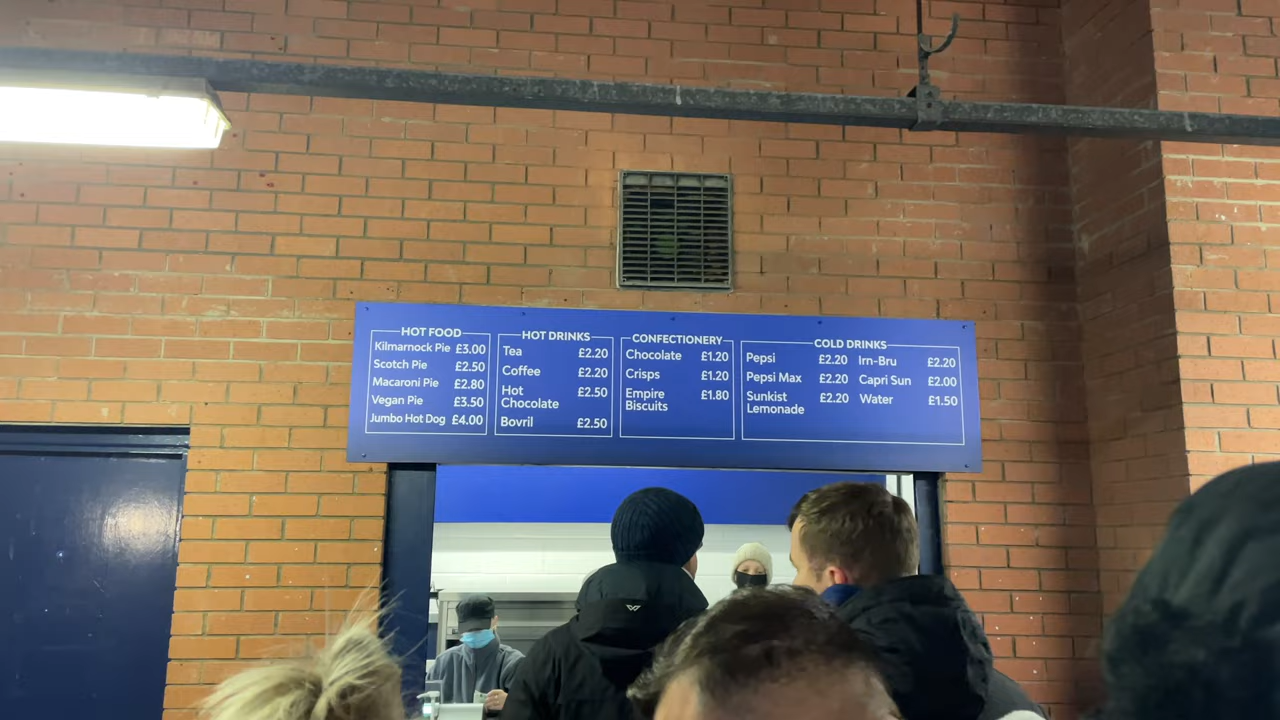 HOT FOOD
Kilmarnock Pie £3.00
Scotch Pie £2.50
Macaroni Pie £2.80
Vegan Pie £3.50
Jumbo Hot Dog £4.00
HOT DRINKS
Tea £2.20
Coffee £2.20
Hot £2.50
Chocolate
Bovril £2.50
CONFECTIONERY
Chocolate £1.20
Crisps £1.20
Empire £1.80
Biscuits
COLD DRINKS
Pepsi £2.20 Irn-Bru £2.20
Pepsi Max £2.20 Capri Sun £2.00
Sunkist £2.20 Water £1.50
Lemonade